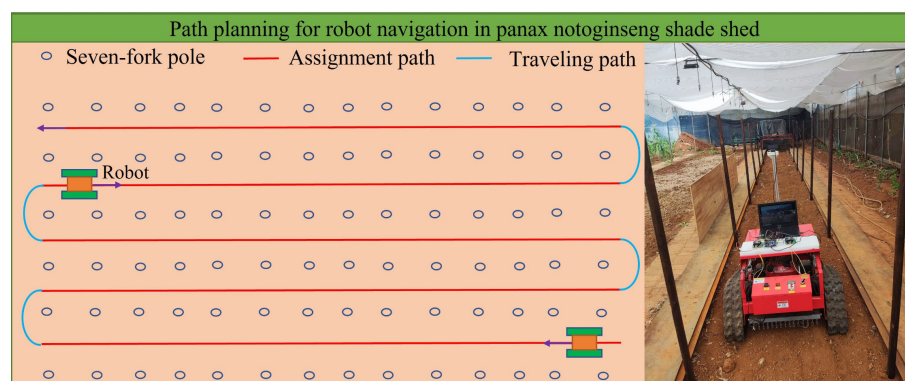 Path planning for robot navigation in panax notoginseng shade shed
Seven-fork pole Assignment path Traveling path
Robot